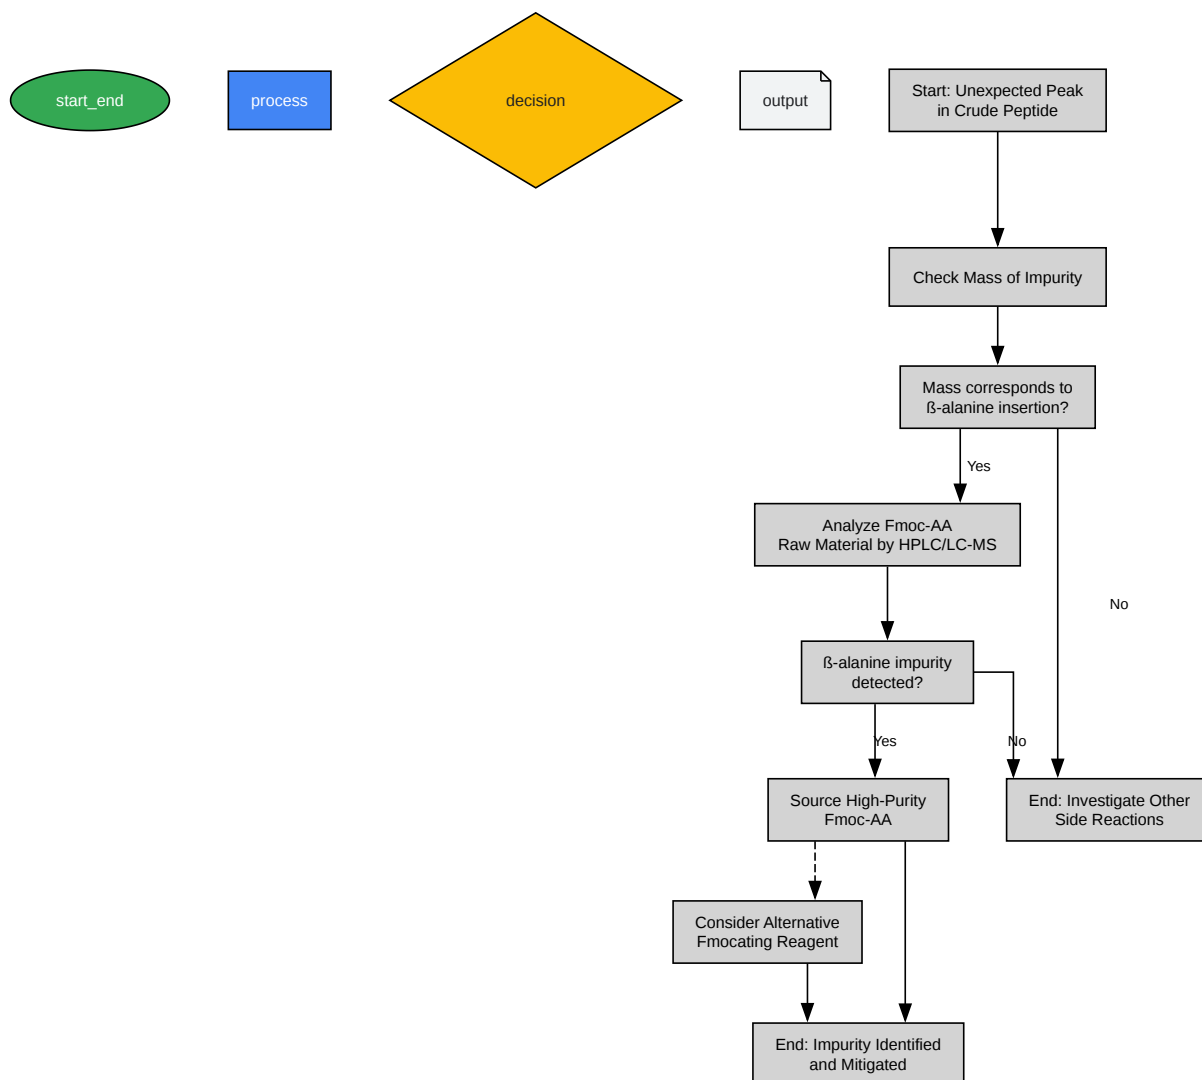 start_end
process
decision
output
Start: Unexpected Peak
in Crude Peptide
Check Mass of Impurity
Mass corresponds to
ß-alanine insertion?
Yes
Analyze Fmoc-AA
Raw Material by HPLC/LC-MS
No
ß-alanine impurity
detected?
Yes
No
Source High-Purity
Fmoc-AA
End: Investigate Other
Side Reactions
Consider Alternative
Fmocating Reagent
End: Impurity Identified
and Mitigated